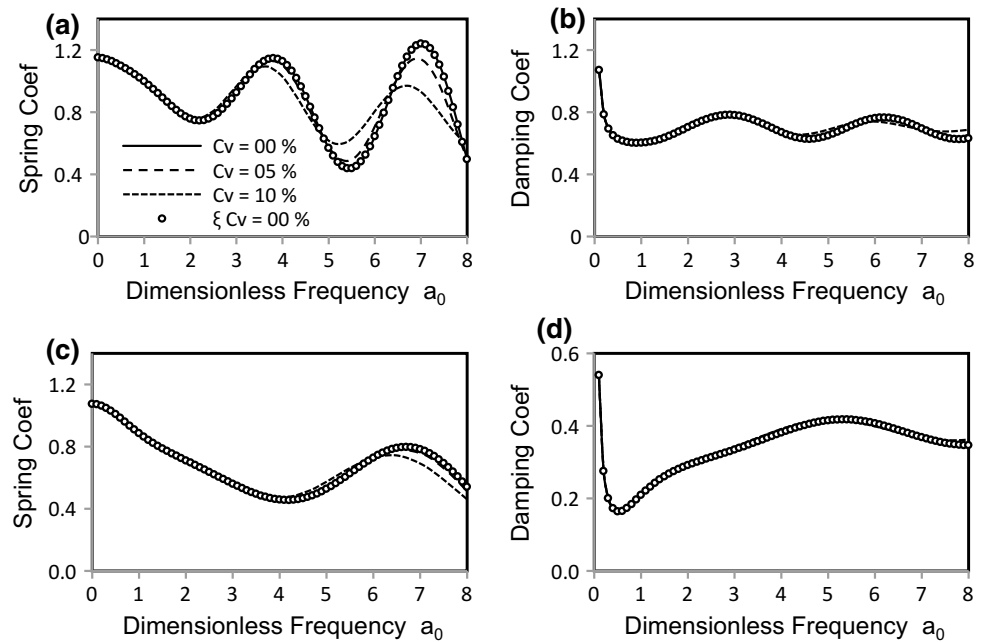 (a)
Spring Coef
1.2
0.8
0.4
0
Cv = 00 %
Cv = 05 %
Cv = 10 %
ξ Cv = 00 %
0 1 2 3 4 5 6 7 8
Dimensionless Frequency a0
(b)
Damping Coef
1.2
0.8
0.4
0
0 1 2 3 4 5 6 7 8
Dimensionless Frequency a0
(c)
Spring Coef
1.2
0.8
0.4
0.0
0 1 2 3 4 5 6 7 8
Dimensionless Frequency a0
(d)
Damping Coef
0.6
0.4
0.2
0.0
0 1 2 3 4 5 6 7 8
Dimensionless Frequency a0